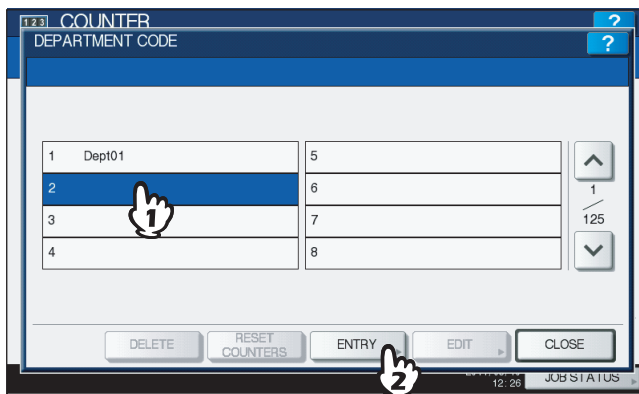 123 COUNTER ?
DEPARTMENT CODE ?
1 Dept01
2
3
4
5
6
7
8
1
125
1
DELETE
RESET COUNTERS
ENTRY
EDIT
CLOSE
2
12:26
JOB STATUS